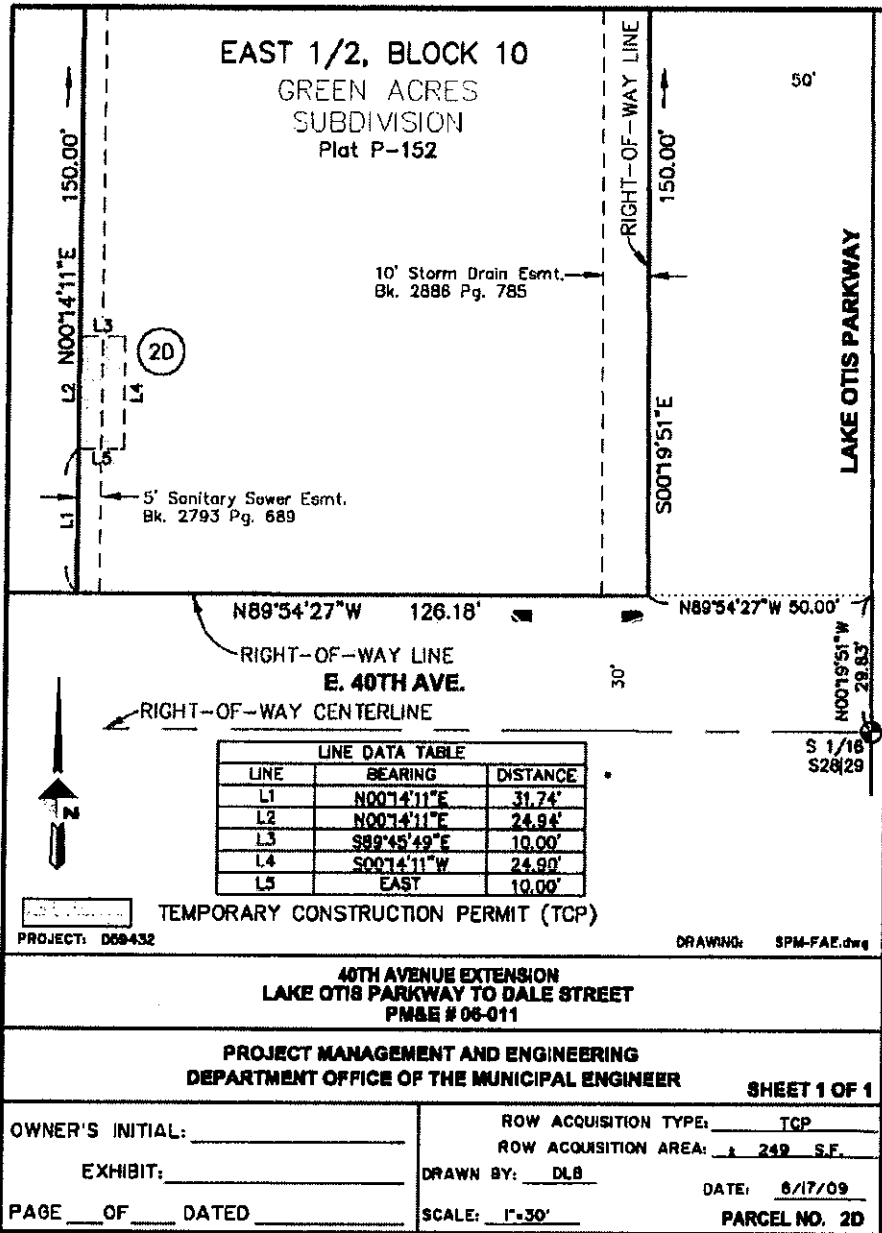 EAST 1/2, BLOCK 10
GREEN ACRES
SUBDIVISION
Plat P-152
150.00'
N00°14'11"E
RIGHT-OF-WAY LINE
150.00'
50'
LAKE OTIS PARKWAY
10' Storm Drain Esmt.
Bk. 2886 Pg. 785
S00°19'51"E
L3
2D
L2
L4
L5
L1
5' Sanitary Sewer Esmt.
Bk. 2793 Pg. 689
N89°54'27"W 126.18'
N89°54'27"W 50.00'
RIGHT-OF-WAY LINE
E. 40TH AVE.
30'
N00°19'51"W
29.83'
RIGHT-OF-WAY CENTERLINE
S 1/16
S28|29
N
LINE DATA TABLE
LINE BEARING DISTANCE
L1 N00°14'11"E 31.74'
L2 N00°14'11"E 24.94'
L3 S89°45'49"E 10.00'
L4 S00°14'11"W 24.90'
L5 EAST 10.00'
TEMPORARY CONSTRUCTION PERMIT (TCP)
PROJECT: D59432
DRAWING: SPM-FAE.dwg
40TH AVENUE EXTENSION
LAKE OTIS PARKWAY TO DALE STREET
PM&E # 06-011
PROJECT MANAGEMENT AND ENGINEERING
DEPARTMENT OFFICE OF THE MUNICIPAL ENGINEER
SHEET 1 OF 1
OWNER'S INITIAL:
EXHIBIT:
PAGE OF DATED
ROW ACQUISITION TYPE: TCP
ROW ACQUISITION AREA: ± 249 S.F.
DRAWN BY: DLB
DATE: 6/17/09
SCALE: 1"=30'
PARCEL NO. 2D